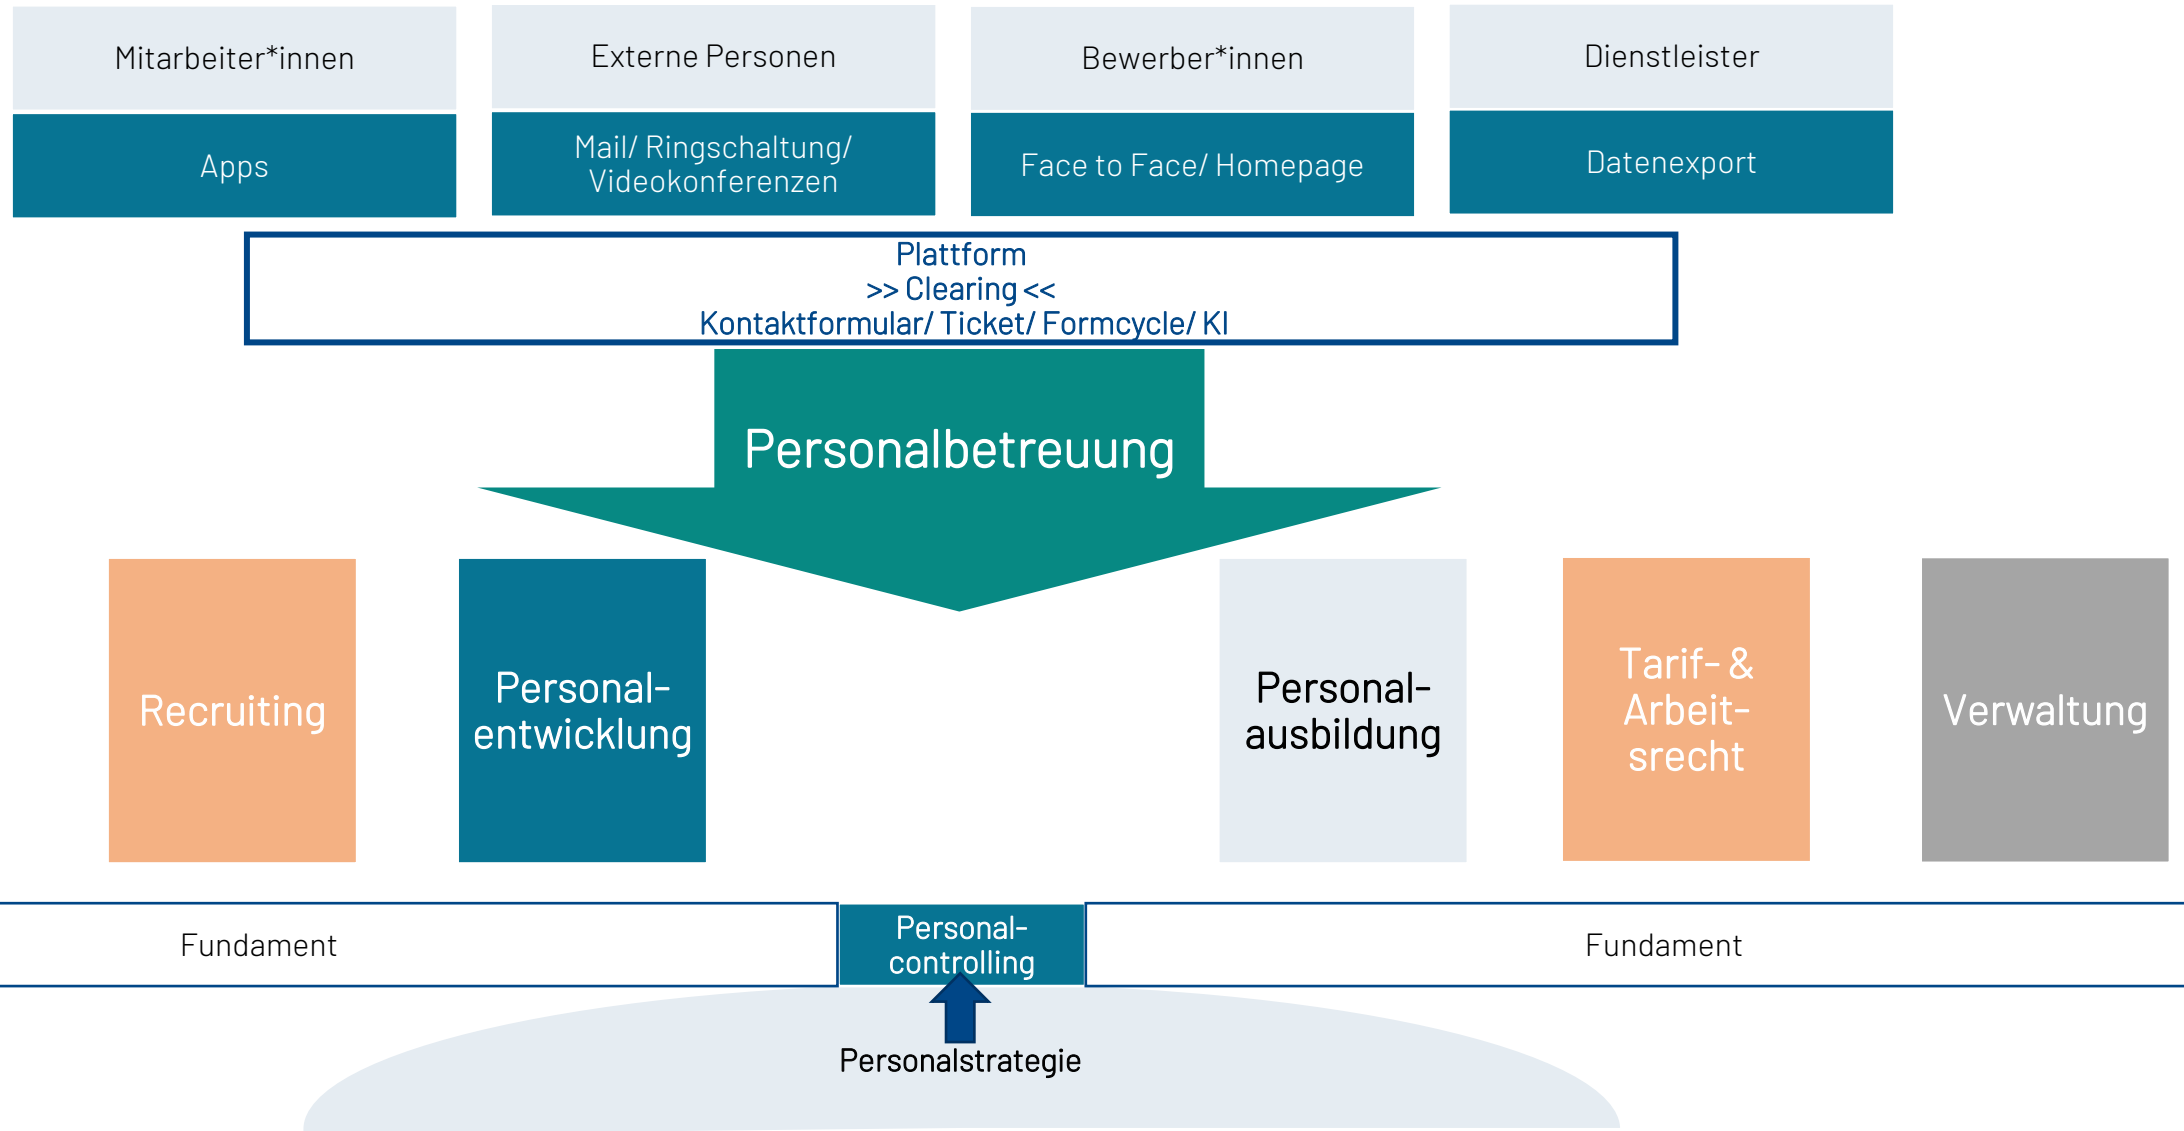 Mitarbeiter*innen
Externe Personen
Bewerber*innen
Dienstleister
Apps
Mail/ Ringschaltung/
Videokonferenzen
Face to Face/ Homepage
Datenexport
Plattform
>> Clearing <<
Kontaktformular/ Ticket/ Formcycle/ KI
Personalbetreuung
Recruiting
Personal-
entwicklung
Personal-
ausbildung
Tarif- &
Arbeit-
srecht
Verwaltung
Fundament
Personal-
controlling
Fundament
Personalstrategie